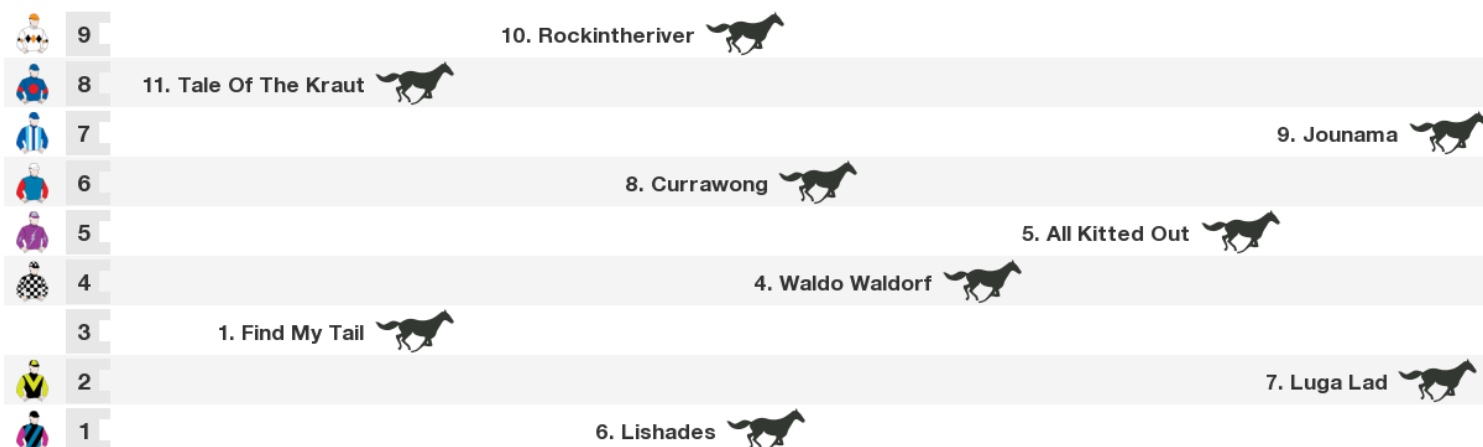 9 10. Rockintheriver
8 11. Tale Of The Kraut
7 9. Jounama
6 8. Currawong
5 5. All Kitted Out
4 4. Waldo Waldorf
3 1. Find My Tail
2 7. Luga Lad
1 6. Lishades